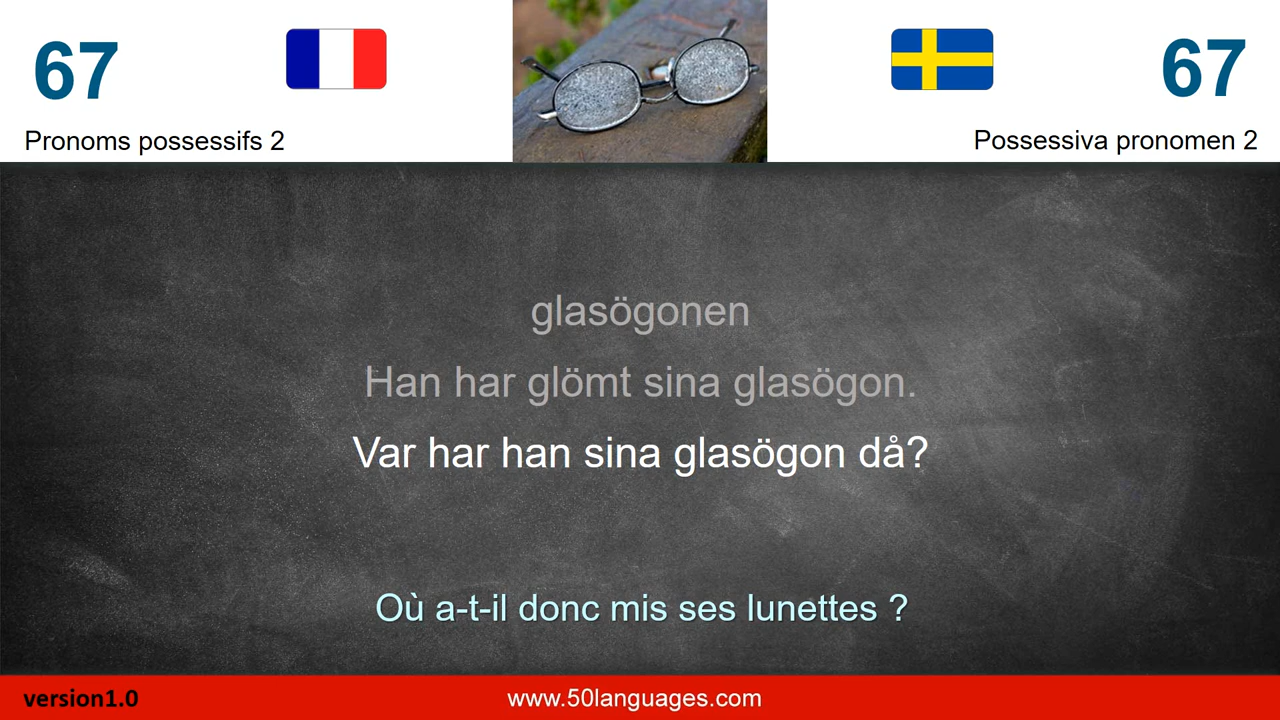 67
67
Pronoms possessifs 2
Possessiva pronomen 2
glasögonen
Han har glömt sina glasögon.
Var har han sina glasögon då?
Où a-t-il donc mis ses lunettes ?
version1.0
www.50languages.com